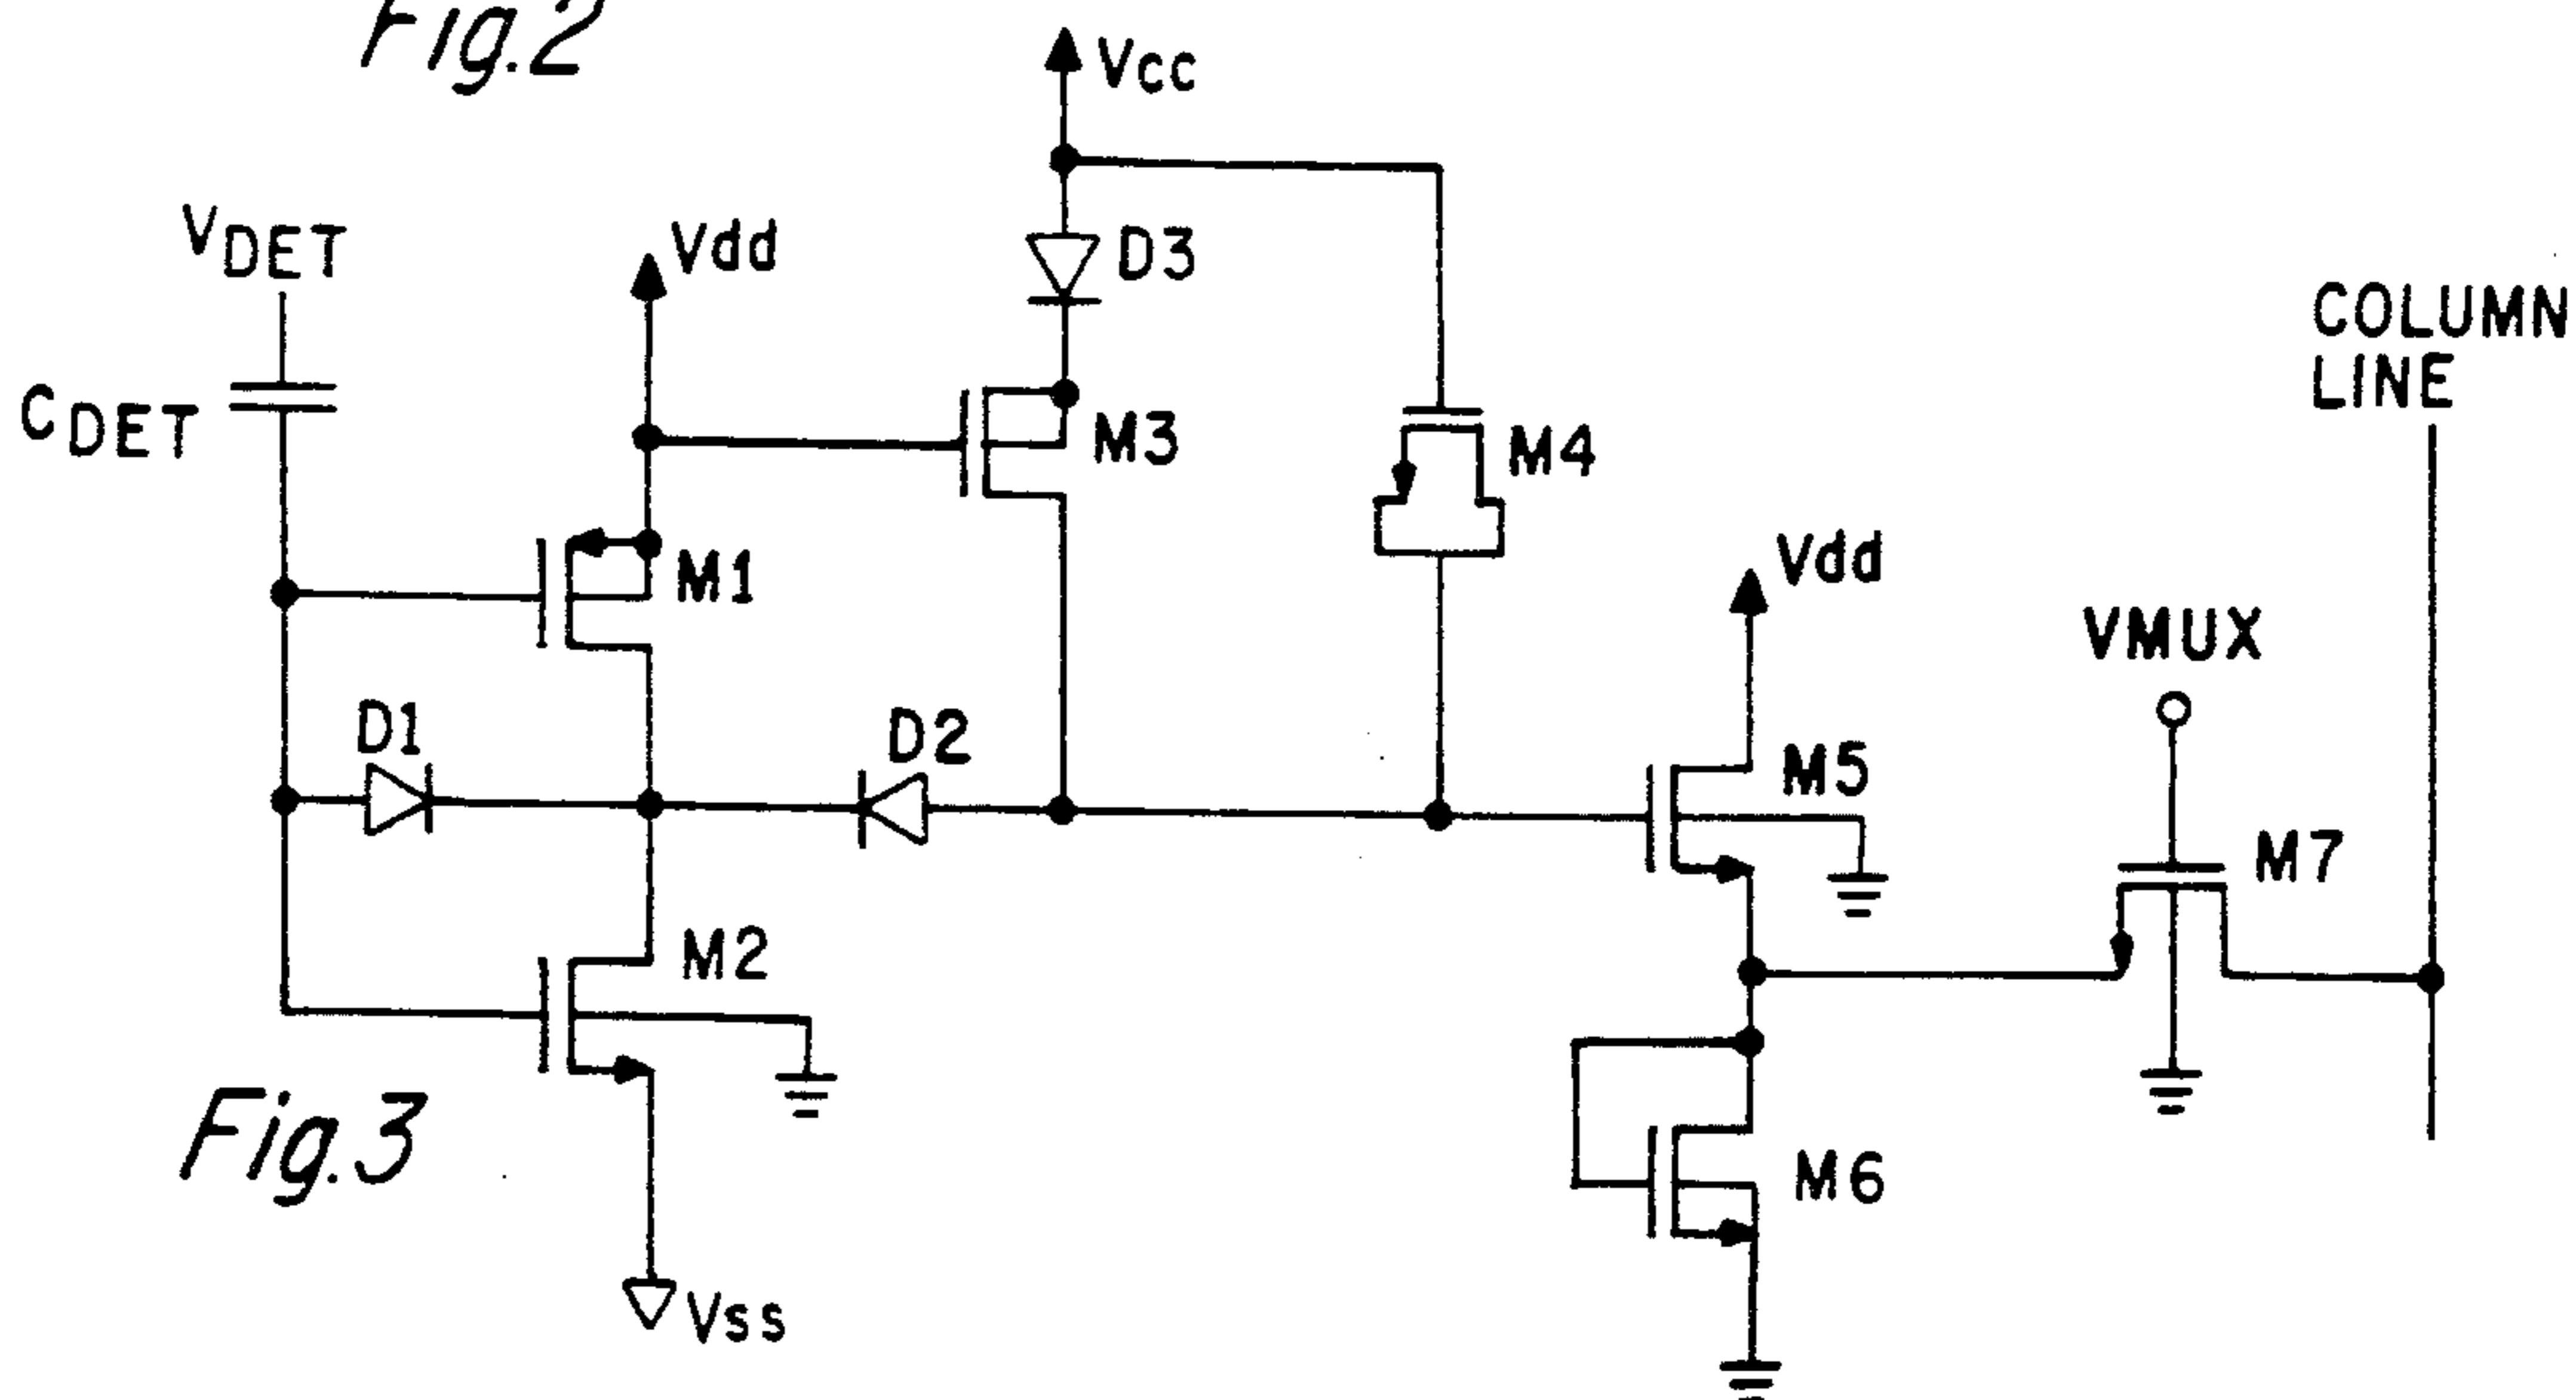 Fig.2
Vcc
VDET
Vdd
D3
COLUMN
LINE
CDET
M3
M4
M1
Vdd
VMUX
D1
D2
M5
M7
M2
Fig.3
M6
Vss